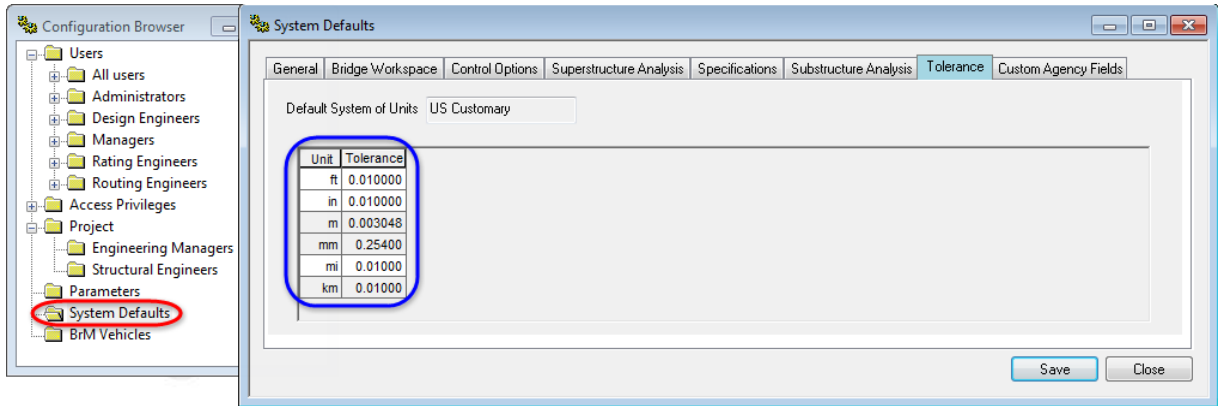 Configuration Browser
Users
All users
Administrators
Design Engineers
Managers
Rating Engineers
Routing Engineers
Access Privileges
Project
Engineering Managers
Structural Engineers
Parameters
System Defaults
BrM Vehicles
System Defaults
General Bridge Workspace Control Options Superstructure Analysis Specifications Substructure Analysis Tolerance Custom Agency Fields
Default System of Units US Customary
Unit Tolerance
ft 0.010000
in 0.010000
m 0.003048
mm 0.25400
mi 0.01000
km 0.01000
Save Close